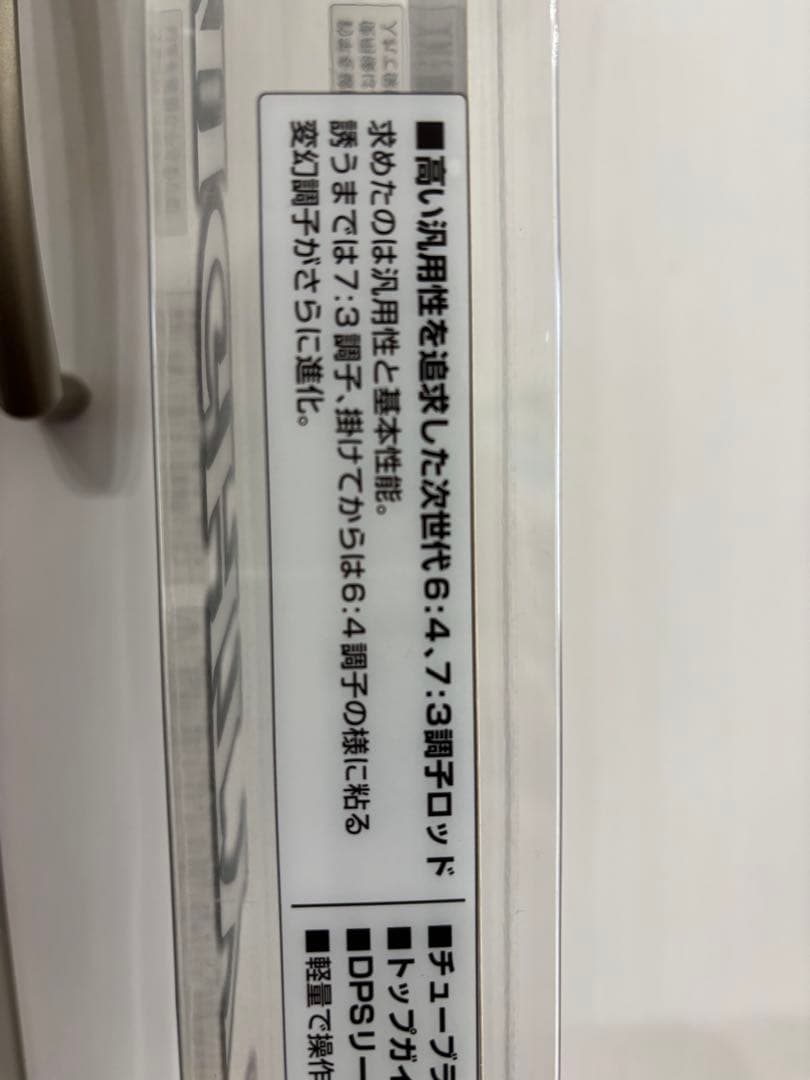 ■高い汎用性を追求した次世代6:4、7:3調子ロッド
求めたのは汎用性と基本性能。
誘うまでは7:3調子、掛けてからは6:4調子の様に粘る
変幻調子がさらに進化。
■チューブラ
■トップガイ
■DPSリー
■軽量で操作